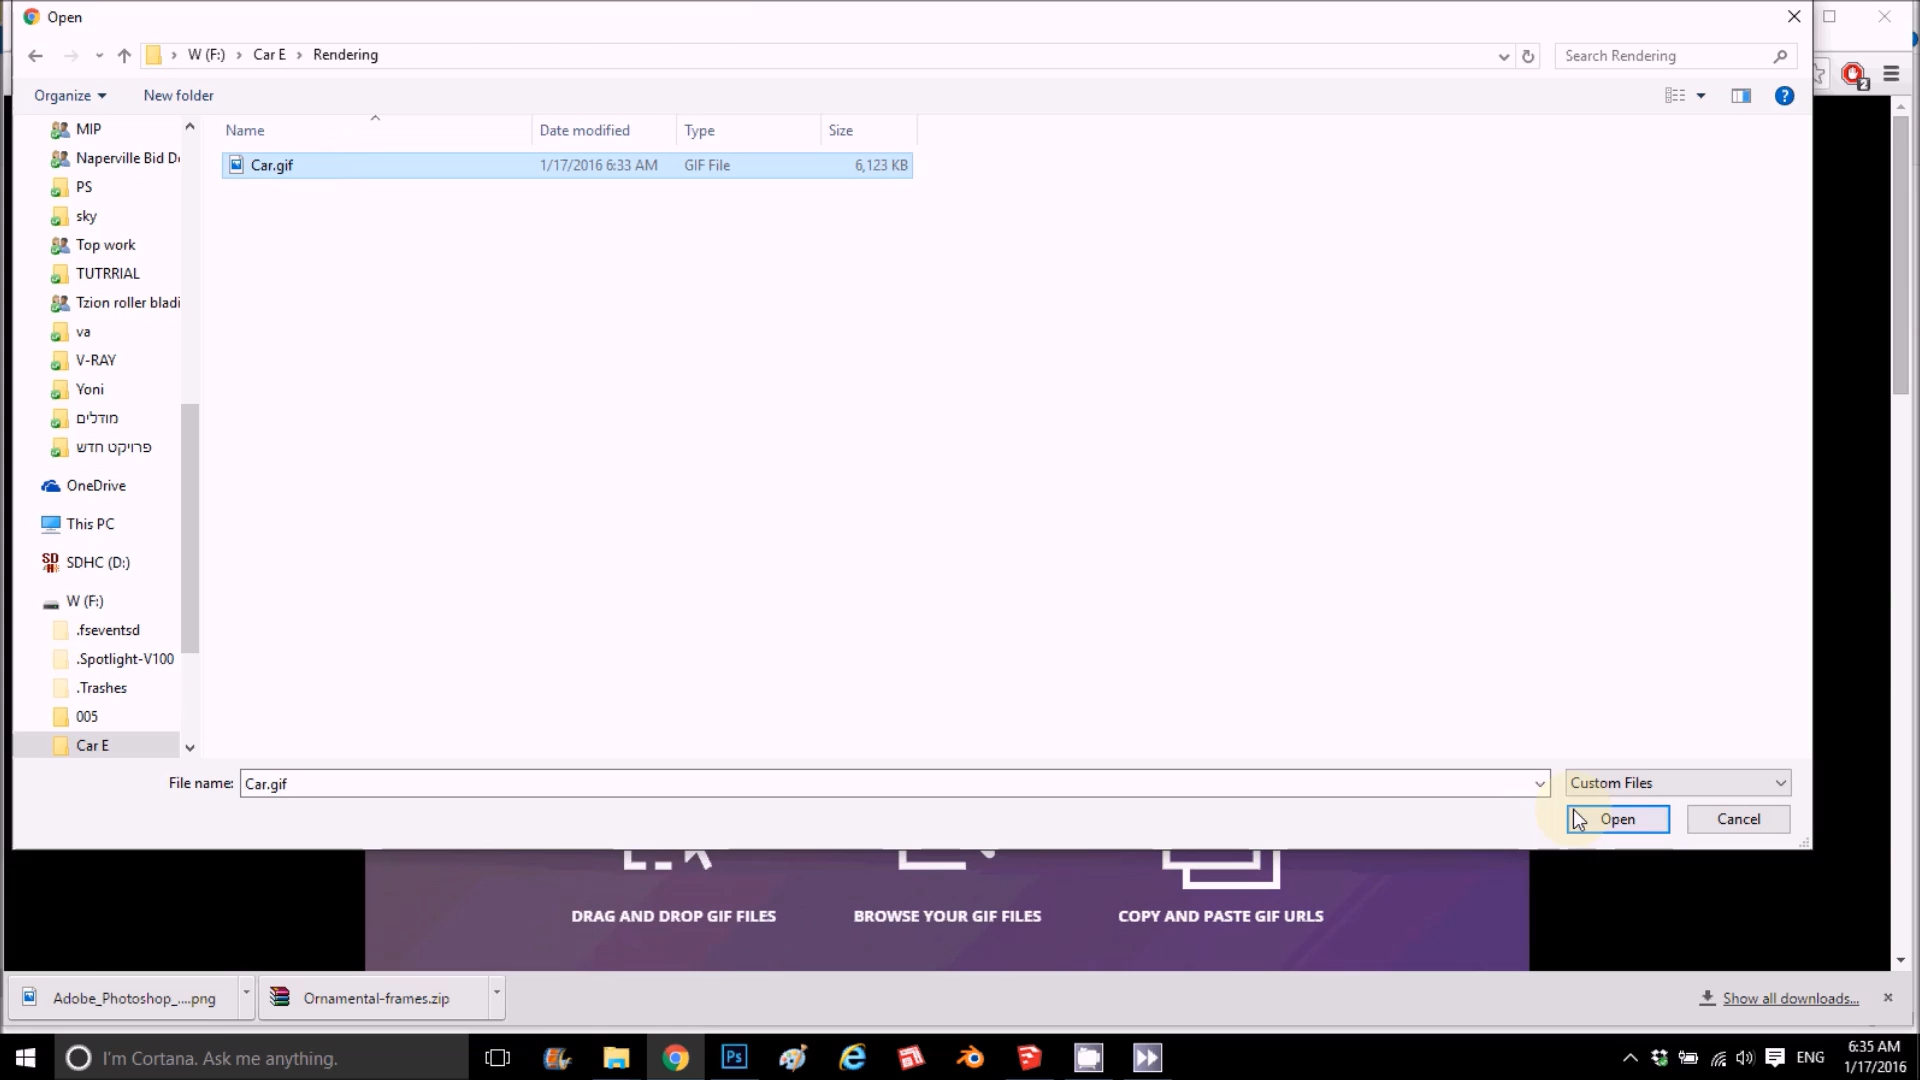 Open
W (F:) › Car E › Rendering
Search Rendering
Organize
New folder
Name
Date modified
Type
Size
Car.gif
1/17/2016 6:33 AM
GIF File
6,123 KB
MIP
Naperville Bid D
PS
sky
Top work
TUTRRIAL
Tzion roller bladi
va
V-RAY
Yoni
מודלים
פרויקט חדש
OneDrive
This PC
SDHC (D:)
W (F:)
.fseventsd
.Spotlight-V100
.Trashes
005
Car E
File name:
Car.gif
Custom Files
Open
Cancel
DRAG AND DROP GIF FILES
BROWSE YOUR GIF FILES
COPY AND PASTE GIF URLS
Adobe_Photoshop_....png
Ornamental-frames.zip
Show all downloads...
I'm Cortana. Ask me anything.
Ps
ENG
6:35 AM
1/17/2016